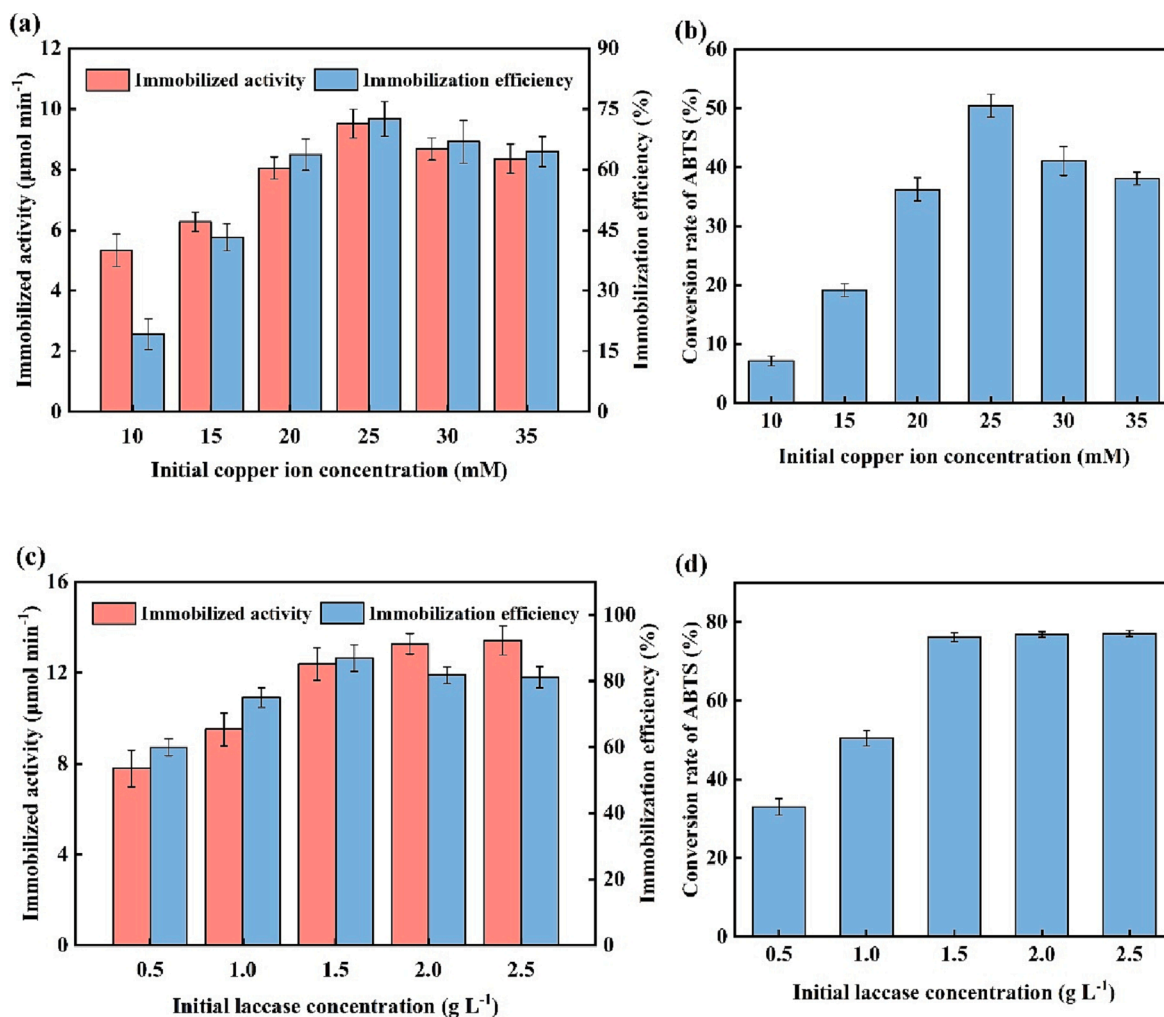 (a)
12
10
8
6
4
2
0
Immobilized activity (μmol min⁻¹)
Immobilized activity
Immobilization efficiency
90
75
60
45
30
15
0
Immobilization efficiency (%)
10 15 20 25 30 35
Initial copper ion concentration (mM)
(b)
60
50
40
30
20
10
0
Conversion rate of ABTS (%)
10 15 20 25 30 35
Initial copper ion concentration (mM)
(c)
16
12
8
4
0
Immobilized activity (μmol min⁻¹)
Immobilized activity
Immobilization efficiency
100
80
60
40
20
0
Immobilization efficiency (%)
0.5 1.0 1.5 2.0 2.5
Initial laccase concentration (g L⁻¹)
(d)
80
60
40
20
0
Conversion rate of ABTS (%)
0.5 1.0 1.5 2.0 2.5
Initial laccase concentration (g L⁻¹)